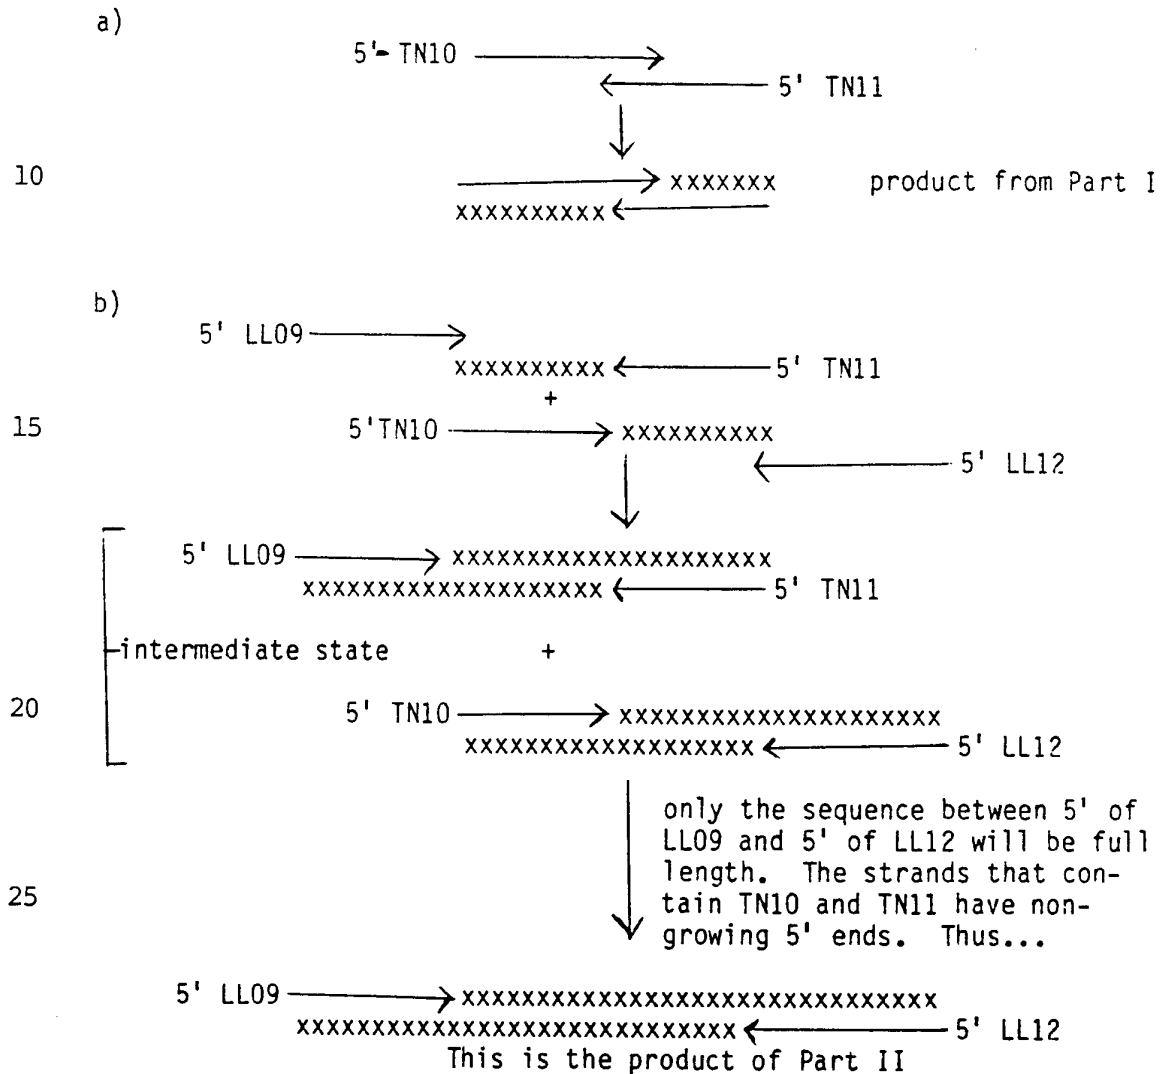 a)
5'- TN10
5' TN11
10
xxxxxxx product from Part I
xxxxxxxxxx
b)
5' LL09
xxxxxxxxxx 5' TN11
+
15
5'TN10 xxxxxxxxxx
5' LL12
5' LL09 xxxxxxxxxxxxxxxxxxxxx
xxxxxxxxxxxxxxxxxxxx 5' TN11
intermediate state +
20
5' TN10 xxxxxxxxxxxxxxxxxxxxx
xxxxxxxxxxxxxxxxxxx 5' LL12
only the sequence between 5' of
LL09 and 5' of LL12 will be full
length. The strands that con-
25
tain TN10 and TN11 have non-
growing 5' ends. Thus...
5' LL09 xxxxxxxxxxxxxxxxxxxxxxxxxxxxxxxx
xxxxxxxxxxxxxxxxxxxxxxxxxxxxx 5' LL12
This is the product of Part II